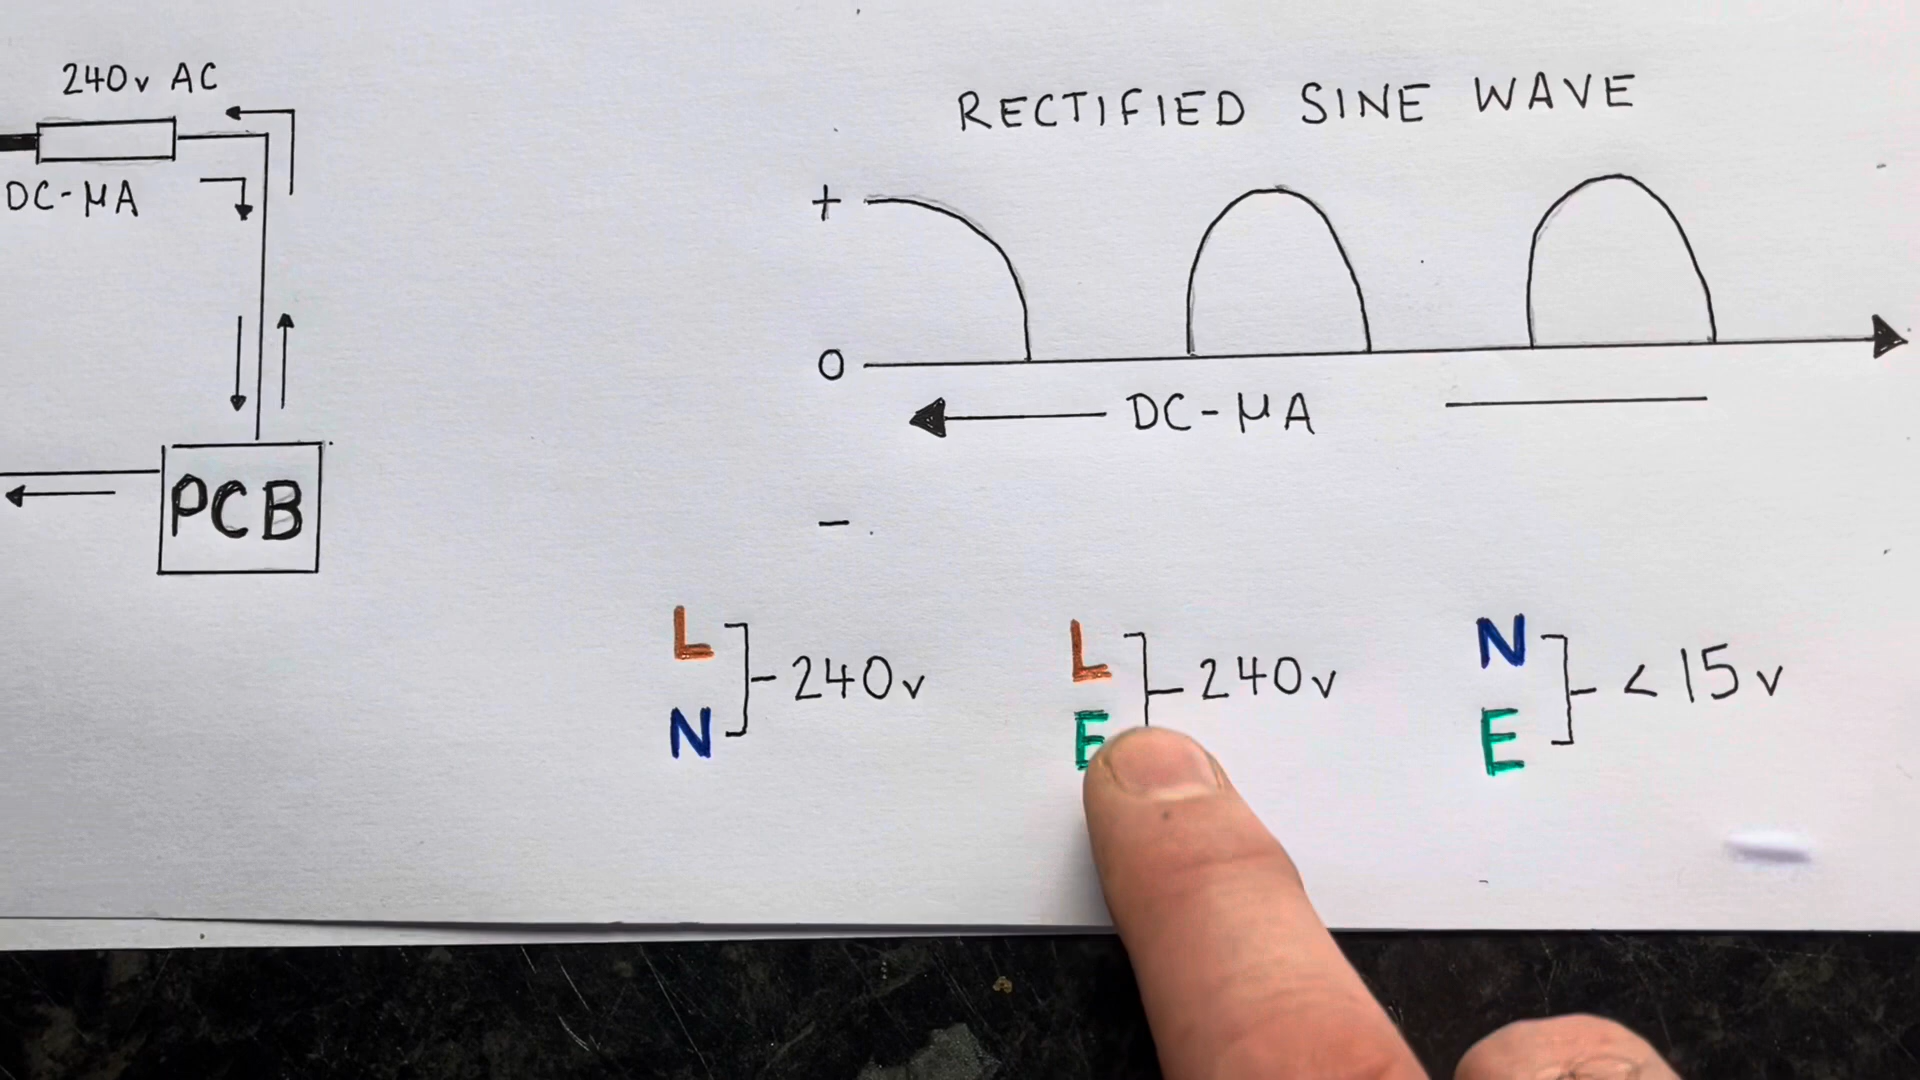 240v AC
DC-µA
PCB
RECTIFIED SINE WAVE
+
0
DC-µA
−
L
N
240v
L
E
240v
N
E
< 15v